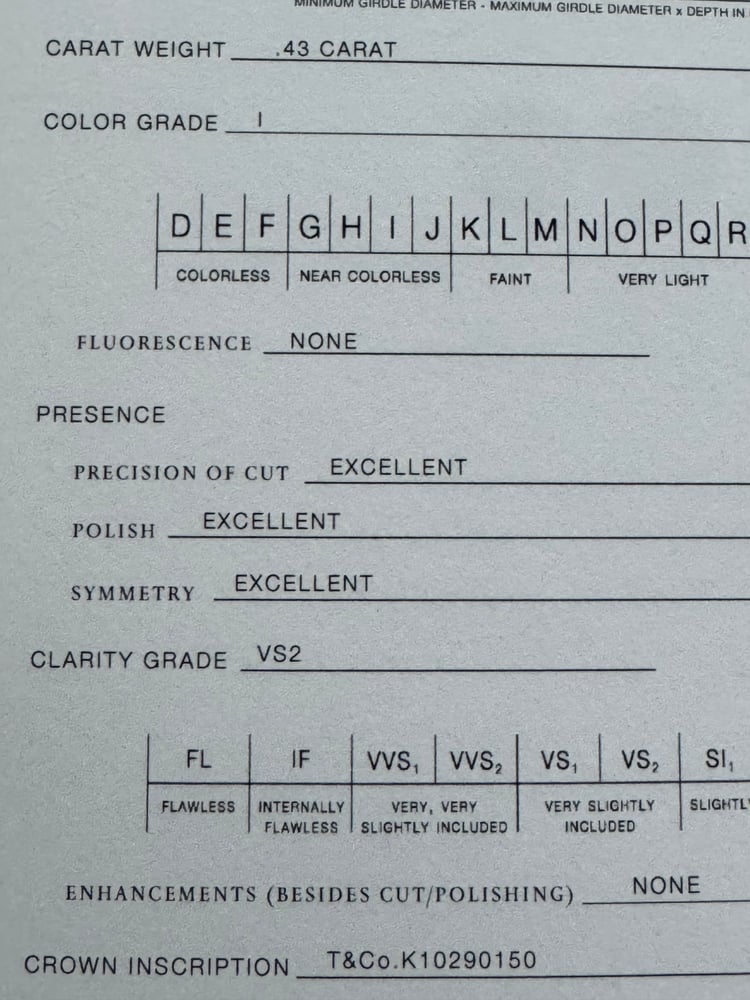 MINIMUM GIRDLE DIAMETER - MAXIMUM GIRDLE DIAMETER x DEPTH IN
CARAT WEIGHT .43 CARAT
COLOR GRADE I
D E F G H I J K L M N O P Q R
COLORLESS NEAR COLORLESS FAINT VERY LIGHT
FLUORESCENCE NONE
PRESENCE
PRECISION OF CUT EXCELLENT
POLISH EXCELLENT
SYMMETRY EXCELLENT
CLARITY GRADE VS2
FL IF VVS₁ VVS₂ VS₁ VS₂ SI₁
FLAWLESS INTERNALLY VERY, VERY VERY SLIGHTLY SLIGHTL
FLAWLESS SLIGHTLY INCLUDED INCLUDED
ENHANCEMENTS (BESIDES CUT/POLISHING) NONE
CROWN INSCRIPTION T&Co.K10290150